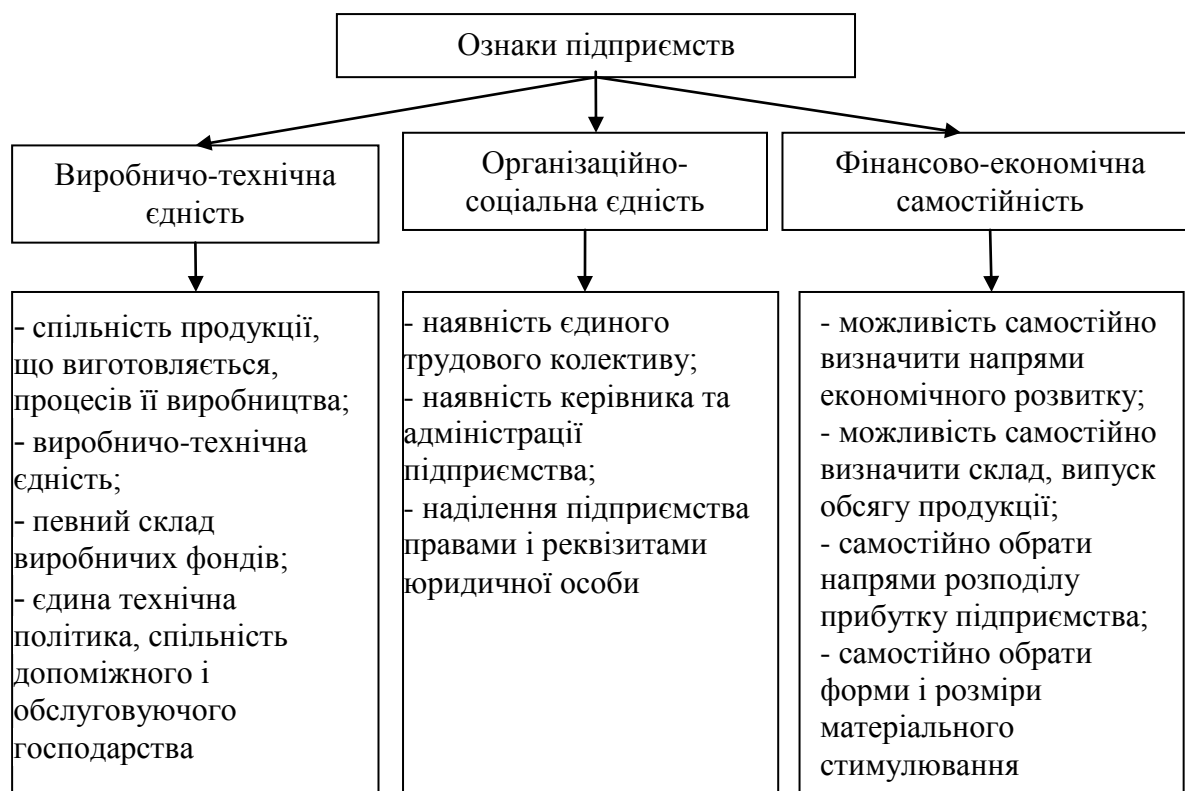 Ознаки підприємств
Виробничо-технічна
єдність
Організаційно-
соціальна єдність
Фінансово-економічна
самостійність
- спільність продукції,
що виготовляється,
процесів її виробництва;
- виробничо-технічна
єдність;
- певний склад
виробничих фондів;
- єдина технічна
політика, спільність
допоміжного і
обслуговуючого
господарства
- наявність єдиного
трудового колективу;
- наявність керівника та
адміністрації
підприємства;
- наділення підприємства
правами і реквізитами
юридичної особи
- можливість самостійно
визначити напрями
економічного розвитку;
- можливість самостійно
визначити склад, випуск
обсягу продукції;
- самостійно обрати
напрями розподілу
прибутку підприємства;
- самостійно обрати
форми і розміри
матеріального
стимулювання